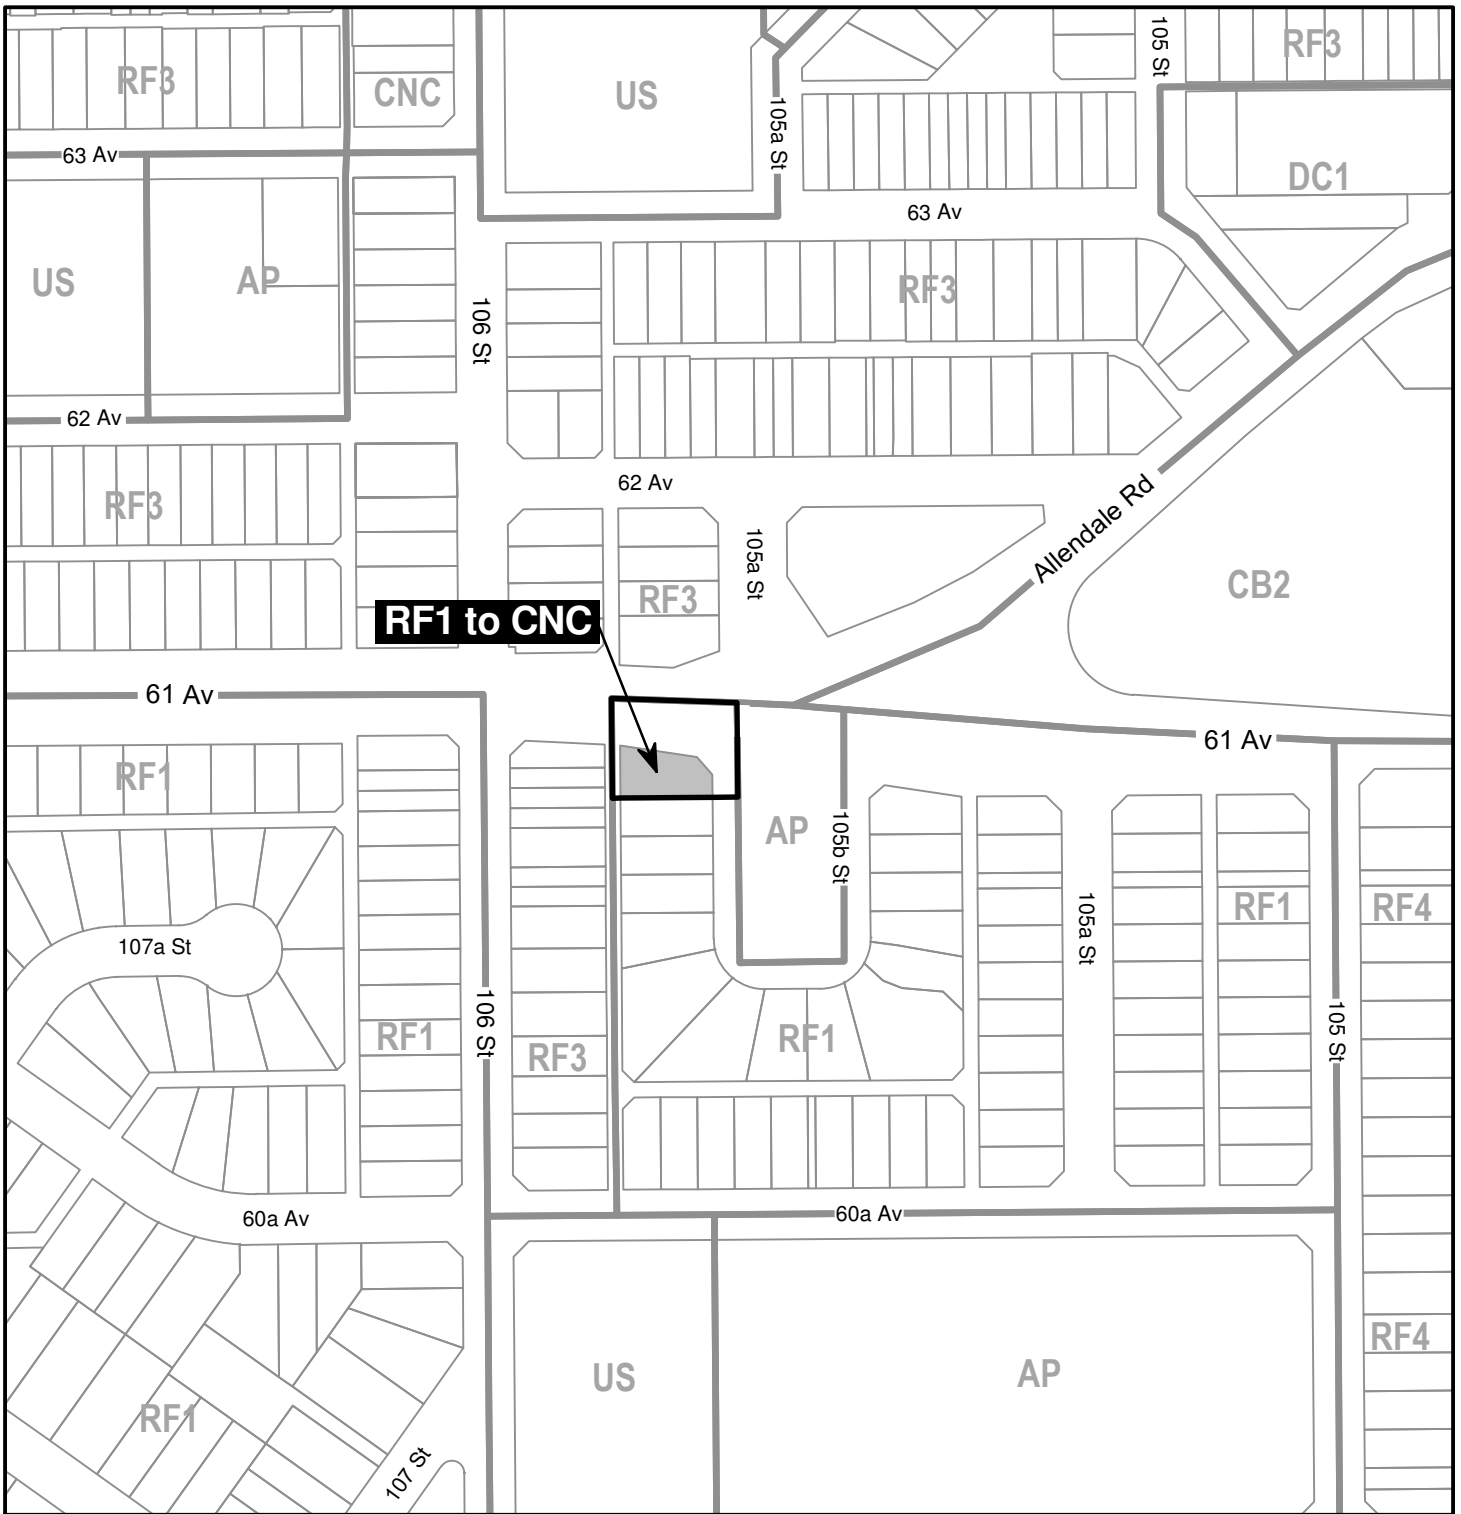 105 St
RF3
RF3
CNC
US
105a St
63 Av
DC1
63 Av
US
AP
RF3
106 St
62 Av
62 Av
RF3
Allendale Rd
105a St
CB2
RF3
RF1 to CNC
61 Av
61 Av
RF1
AP
105b St
RF1
RF4
105a St
107a St
106 St
105 St
RF1
RF3
RF1
60a Av
60a Av
RF4
US
AP
RF1
107 St